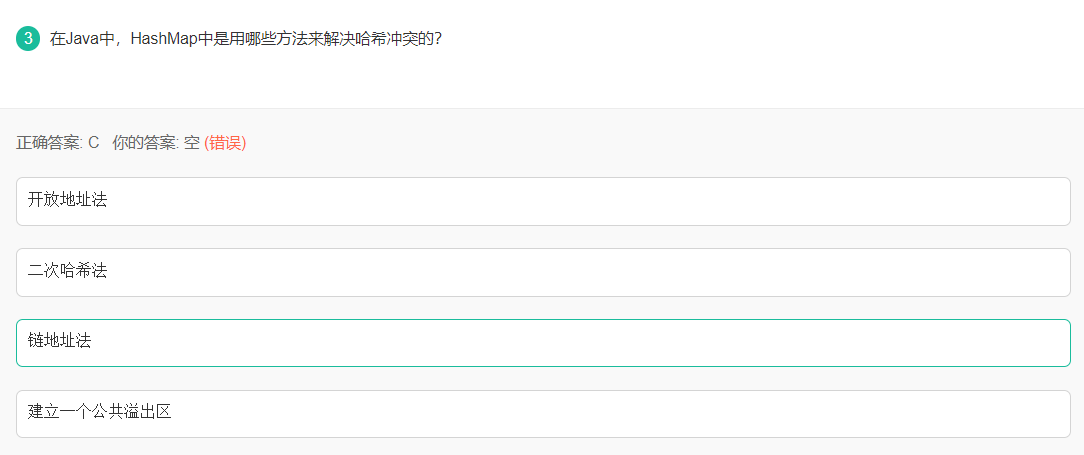 3 在Java中，HashMap中是用哪些方法来解决哈希冲突的？
正确答案: C 你的答案: 空 (错误)
开放地址法
二次哈希法
链地址法
建立一个公共溢出区